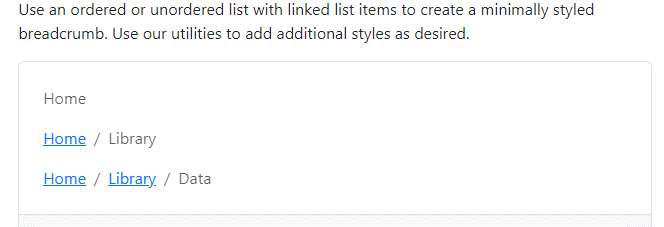 Use an ordered or unordered list with linked list items to create a minimally styled
breadcrumb. Use our utilities to add additional styles as desired.
Home
Home / Library
Home / Library / Data